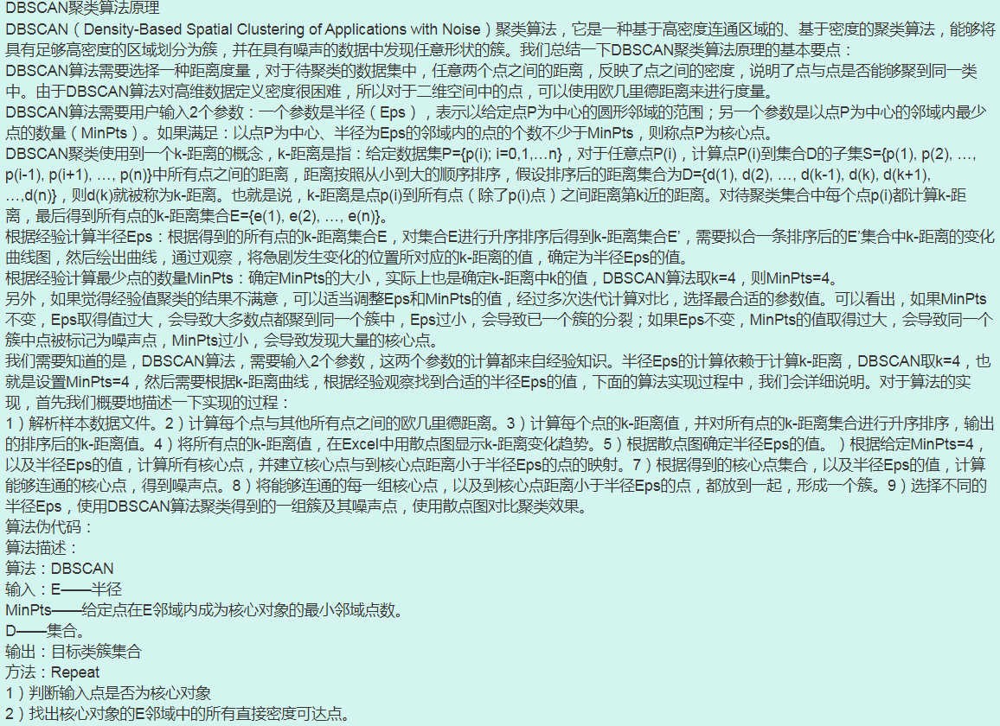 DBSCAN聚类算法原理
DBSCAN（Density-Based Spatial Clustering of Applications with Noise）聚类算法，它是一种基于高密度连通区域的、基于密度的聚类算法，能够将
具有足够高密度的区域划分为簇，并在具有噪声的数据中发现任意形状的簇。我们总结一下DBSCAN聚类算法原理的基本要点：
DBSCAN算法需要选择一种距离度量，对于待聚类的数据集中，任意两个点之间的距离，反映了点之间的密度，说明了点与点是否能够聚到同一类
中。由于DBSCAN算法对高维数据定义密度很困难，所以对于二维空间中的点，可以使用欧几里德距离来进行度量。
DBSCAN算法需要用户输入2个参数：一个参数是半径（Eps），表示以给定点P为中心的圆形邻域的范围；另一个参数是以点P为中心的邻域内最少
点的数量（MinPts）。如果满足：以点P为中心、半径为Eps的邻域内的点的个数不少于MinPts，则称点P为核心点。
DBSCAN聚类使用到一个k-距离的概念，k-距离是指：给定数据集P={p(i); i=0,1,…n}，对于任意点P(i)，计算点P(i)到集合D的子集S={p(1), p(2), …,
p(i-1), p(i+1), …, p(n)}中所有点之间的距离，距离按照从小到大的顺序排序，假设排序后的距离集合为D={d(1), d(2), …, d(k-1), d(k), d(k+1),
…,d(n)}，则d(k)就被称为k-距离。也就是说，k-距离是点p(i)到所有点（除了p(i)点）之间距离第k近的距离。对待聚类集合中每个点p(i)都计算k-距
离，最后得到所有点的k-距离集合E={e(1), e(2), …, e(n)}。
根据经验计算半径Eps：根据得到的所有点的k-距离集合E，对集合E进行升序排序后得到k-距离集合E’，需要拟合一条排序后的E’集合中k-距离的变化
曲线图，然后绘出曲线，通过观察，将急剧发生变化的位置所对应的k-距离的值，确定为半径Eps的值。
根据经验计算最少点的数量MinPts：确定MinPts的大小，实际上也是确定k-距离中k的值，DBSCAN算法取k=4，则MinPts=4。
另外，如果觉得经验值聚类的结果不满意，可以适当调整Eps和MinPts的值，经过多次迭代计算对比，选择最合适的参数值。可以看出，如果MinPts
不变，Eps取得值过大，会导致大多数点都聚到同一个簇中，Eps过小，会导致已一个簇的分裂；如果Eps不变，MinPts的值取得过大，会导致同一个
簇中点被标记为噪声点，MinPts过小，会导致发现大量的核心点。
我们需要知道的是，DBSCAN算法，需要输入2个参数，这两个参数的计算都来自经验知识。半径Eps的计算依赖于计算k-距离，DBSCAN取k=4，也
就是设置MinPts=4，然后需要根据k-距离曲线，根据经验观察找到合适的半径Eps的值，下面的算法实现过程中，我们会详细说明。对于算法的实
现，首先我们概要地描述一下实现的过程：
1）解析样本数据文件。2）计算每个点与其他所有点之间的欧几里德距离。3）计算每个点的k-距离值，并对所有点的k-距离集合进行升序排序，输出
的排序后的k-距离值。4）将所有点的k-距离值，在Excel中用散点图显示k-距离变化趋势。5）根据散点图确定半径Eps的值。）根据给定MinPts=4，
以及半径Eps的值，计算所有核心点，并建立核心点与到核心点距离小于半径Eps的点的映射。7）根据得到的核心点集合，以及半径Eps的值，计算
能够连通的核心点，得到噪声点。8）将能够连通的每一组核心点，以及到核心点距离小于半径Eps的点，都放到一起，形成一个簇。9）选择不同的
半径Eps，使用DBSCAN算法聚类得到的一组簇及其噪声点，使用散点图对比聚类效果。
算法伪代码：
算法描述：
算法：DBSCAN
输入：E——半径
MinPts——给定点在E邻域内成为核心对象的最小邻域点数。
D——集合。
输出：目标类簇集合
方法：Repeat
1）判断输入点是否为核心对象
2）找出核心对象的E邻域中的所有直接密度可达点。